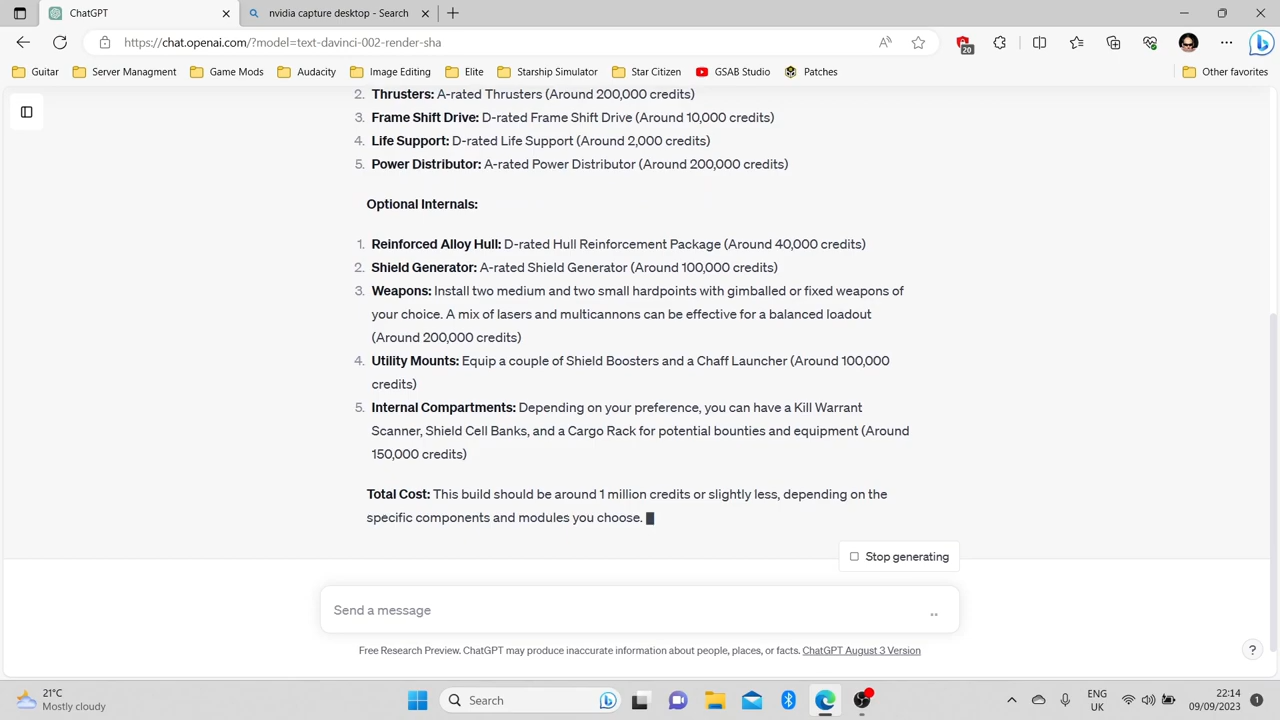 ChatGPT
nvidia capture desktop - Search
https://chat.openai.com/?model=text-davinci-002-render-sha
20
Guitar
Server Managment
Game Mods
Audacity
Image Editing
Elite
Starship Simulator
Star Citizen
GSAB Studio
Patches
Other favorites
2. Thrusters: A-rated Thrusters (Around 200,000 credits)
3. Frame Shift Drive: D-rated Frame Shift Drive (Around 10,000 credits)
4. Life Support: D-rated Life Support (Around 2,000 credits)
5. Power Distributor: A-rated Power Distributor (Around 200,000 credits)
Optional Internals:
1. Reinforced Alloy Hull: D-rated Hull Reinforcement Package (Around 40,000 credits)
2. Shield Generator: A-rated Shield Generator (Around 100,000 credits)
3. Weapons: Install two medium and two small hardpoints with gimballed or fixed weapons of
your choice. A mix of lasers and multicannons can be effective for a balanced loadout
(Around 200,000 credits)
4. Utility Mounts: Equip a couple of Shield Boosters and a Chaff Launcher (Around 100,000
credits)
5. Internal Compartments: Depending on your preference, you can have a Kill Warrant
Scanner, Shield Cell Banks, and a Cargo Rack for potential bounties and equipment (Around
150,000 credits)
Total Cost: This build should be around 1 million credits or slightly less, depending on the
specific components and modules you choose.
Stop generating
Send a message
Free Research Preview. ChatGPT may produce inaccurate information about people, places, or facts. ChatGPT August 3 Version
?
21°C
Mostly cloudy
Search
ENG
UK
22:14
09/09/2023
1